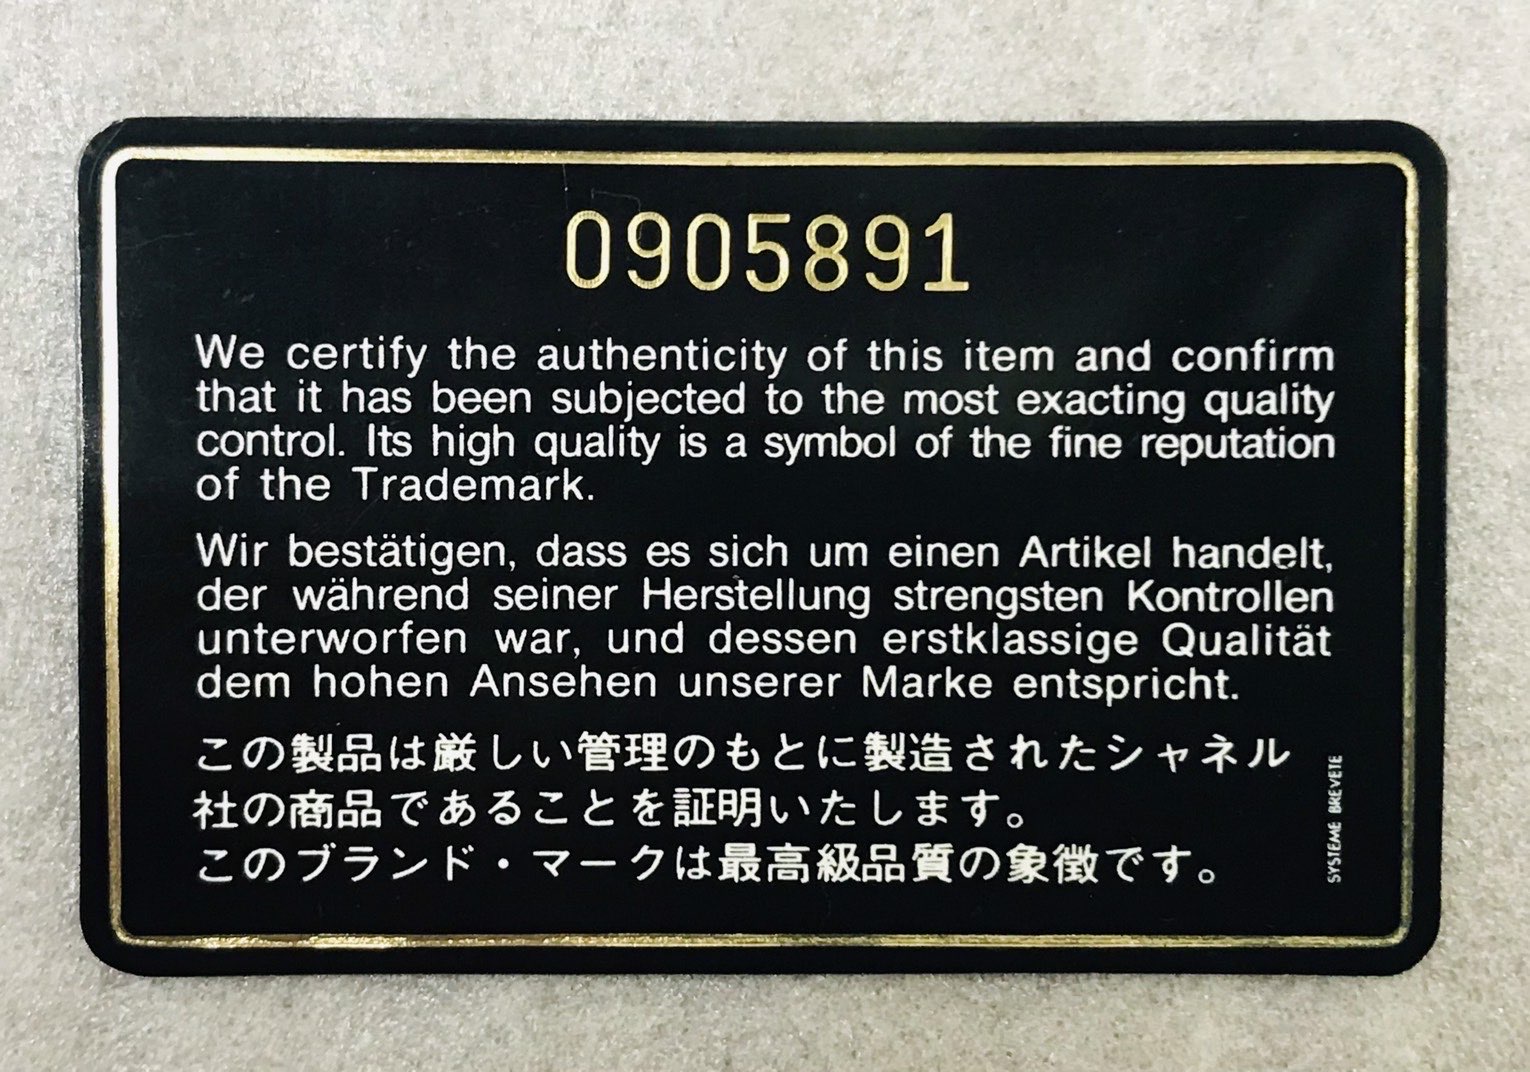 0905891
We certify the authenticity of this item and confirm
that it has been subjected to the most exacting quality
control. Its high quality is a symbol of the fine reputation
of the Trademark.
Wir bestätigen, dass es sich um einen Artikel handelt,
der während seiner Herstellung strengsten Kontrollen
unterworfen war, und dessen erstklassige Qualität
dem hohen Ansehen unserer Marke entspricht.
この製品は厳しい管理のもとに製造されたシャネル
社の商品であることを証明いたします。
このブランド・マークは最高級品質の象徴です。
SYSTEME BREVETE